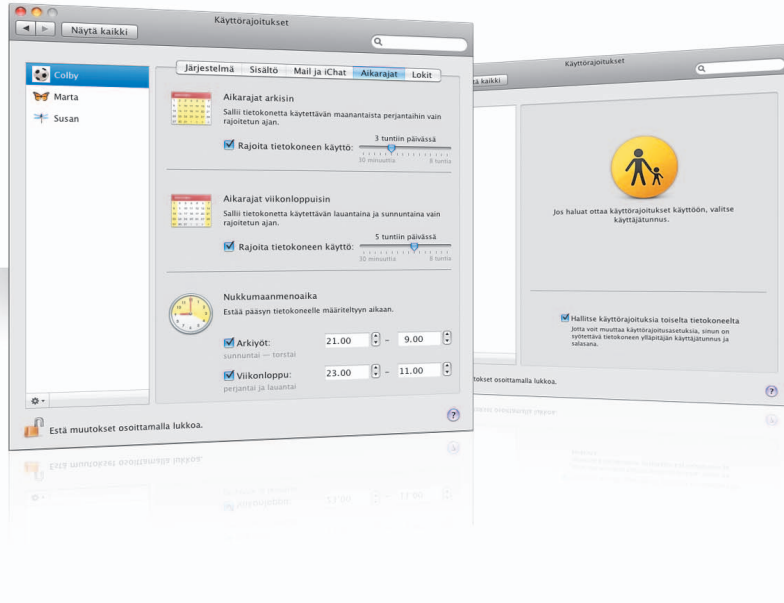 Käyttörajoitukset
Näytä kaikki
Colby
Marta
Susan
Järjestelmä Sisältö Mail ja iChat Aikarajat Lokit
Aikarajat arkisin
Sallii tietokonetta käytettävän maanantaista perjantaihin vain
rajoitetun ajan.
3 tuntiin päivässä
Rajoita tietokoneen käyttö:
30 minuuttia 8 tuntia
Aikarajat viikonloppuisin
Sallii tietokonetta käytettävän lauantaina ja sunnuntaina vain
rajoitetun ajan.
5 tuntiin päivässä
Rajoita tietokoneen käyttö:
30 minuuttia 8 tuntia
Nukkumaanmenoaika
Estää pääsyn tietokoneelle määriteltyyn aikaan.
Arkiyöt: 21.00 – 9.00
sunnuntai — torstai
Viikonloppu: 23.00 – 11.00
perjantai ja lauantai
Estä muutokset osoittamalla lukkoa.
?
Käyttörajoitukset
tä kaikki
Jos haluat ottaa käyttörajoitukset käyttöön, valitse
käyttäjätunnus.
Hallitse käyttörajoituksia toiselta tietokoneelta
Jotta voit muuttaa käyttörajoitusasetuksia, sinun on
syötettävä tietokoneen ylläpitäjän käyttäjätunnus ja
salasana.
tokset osoittamalla lukkoa.
?